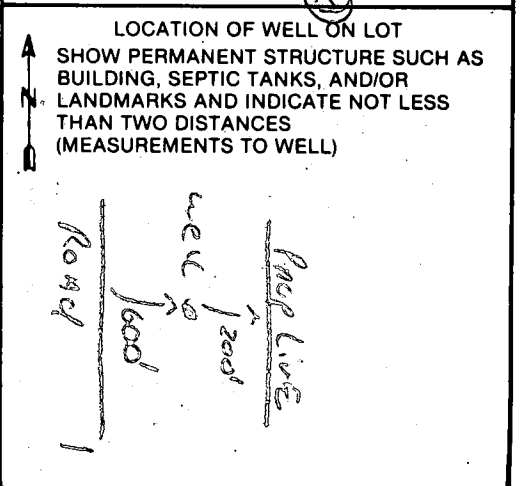 LOCATION OF WELL ON LOT
SHOW PERMANENT STRUCTURE SUCH AS
BUILDING, SEPTIC TANKS, AND/OR
LANDMARKS AND INDICATE NOT LESS
THAN TWO DISTANCES
(MEASUREMENTS TO WELL)
N
Prop LiNE
200'
well
600'
Road